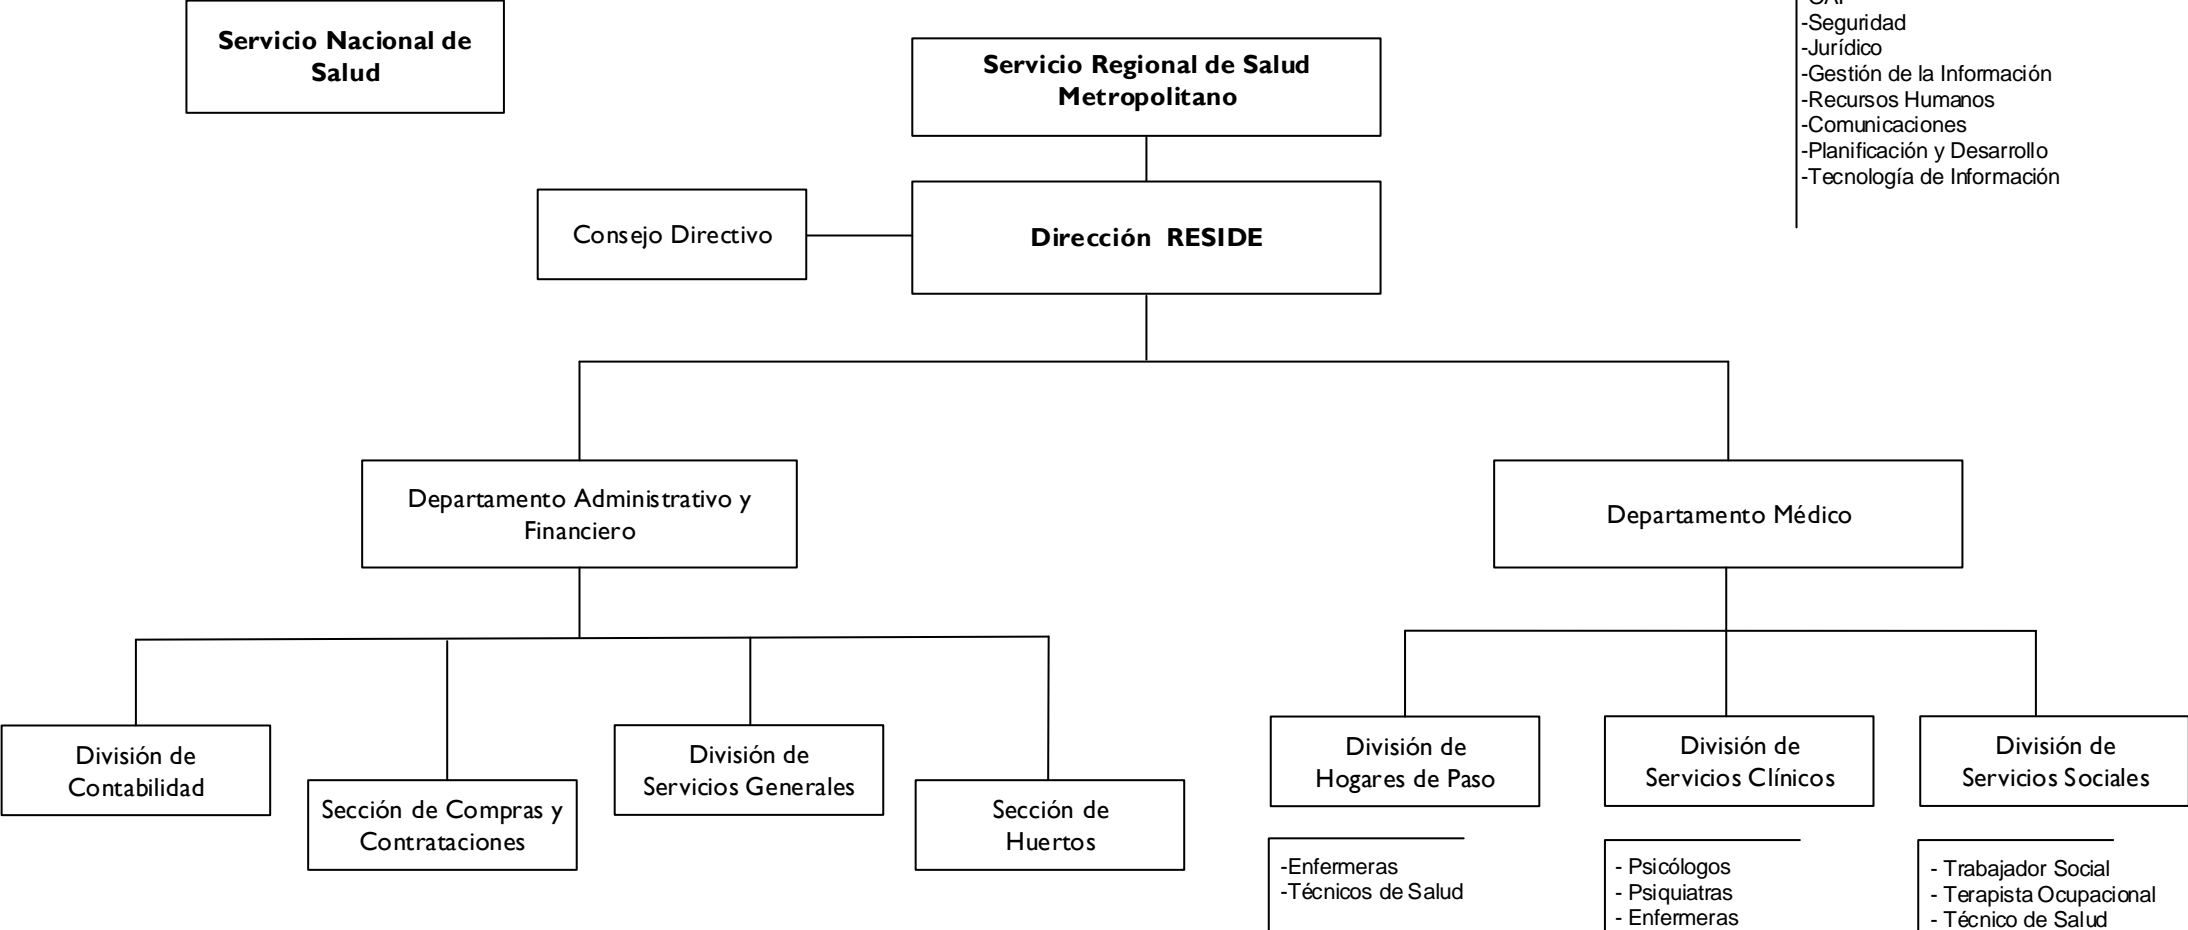 Servicio Nacional de
Salud
Servicio Regional de Salud
Metropolitano
-Seguridad
-Jurídico
-Gestión de la Información
-Recursos Humanos
-Comunicaciones
-Planificación y Desarrollo
-Tecnología de Información
Consejo Directivo
Dirección RESIDE
Departamento Administrativo y
Financiero
Departamento Médico
División de
Contabilidad
Sección de Compras y
Contrataciones
División de
Servicios Generales
Sección de
Huertos
División de
Hogares de Paso
División de
Servicios Clínicos
División de
Servicios Sociales
-Enfermeras
-Técnicos de Salud
- Psicólogos
- Psiquiatras
- Enfermeras
- Trabajador Social
- Terapista Ocupacional
- Técnico de Salud